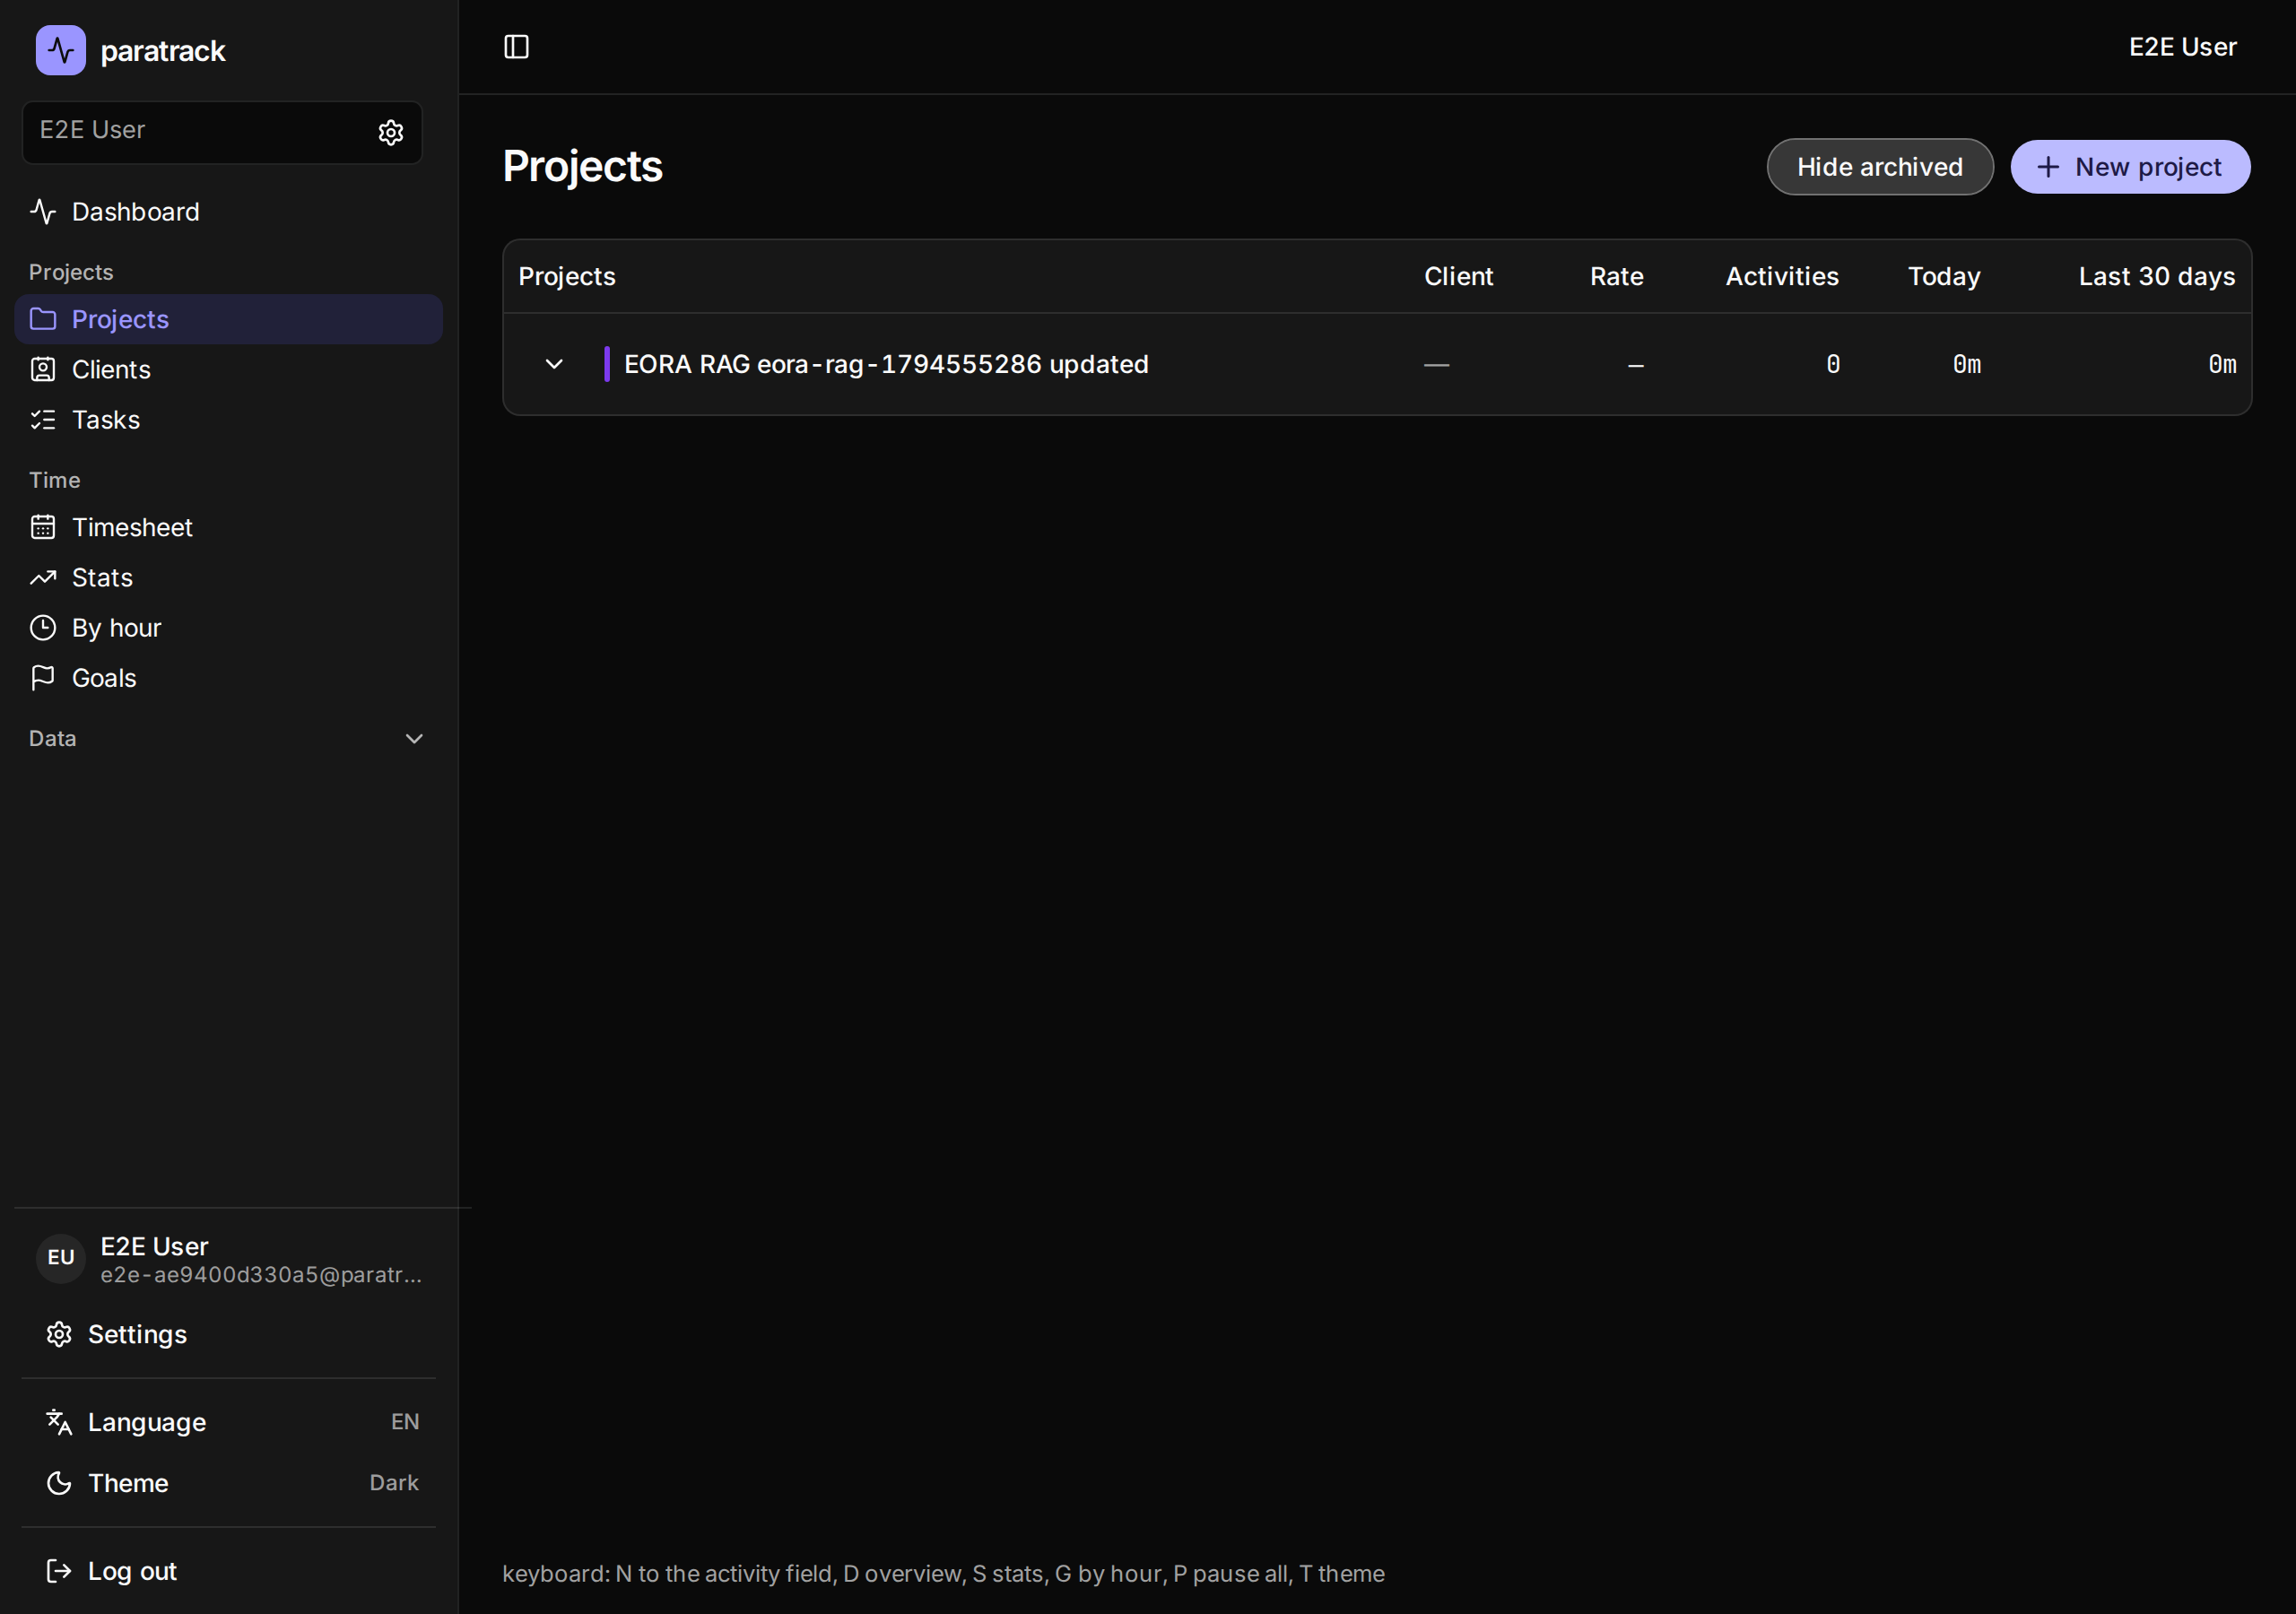 paratrack
E2E User
E2E User
Dashboard
Projects
Projects
Clients
Tasks
Time
Timesheet
Stats
By hour
Goals
Data
EU
E2E User
e2e-ae9400d330a5@paratr...
Settings
Language EN
Theme Dark
Log out
Projects
Hide archived
+ New project
Projects Client Rate Activities Today Last 30 days
EORA RAG eora-rag-1794555286 updated — – 0 0m 0m
keyboard: N to the activity field, D overview, S stats, G by hour, P pause all, T theme